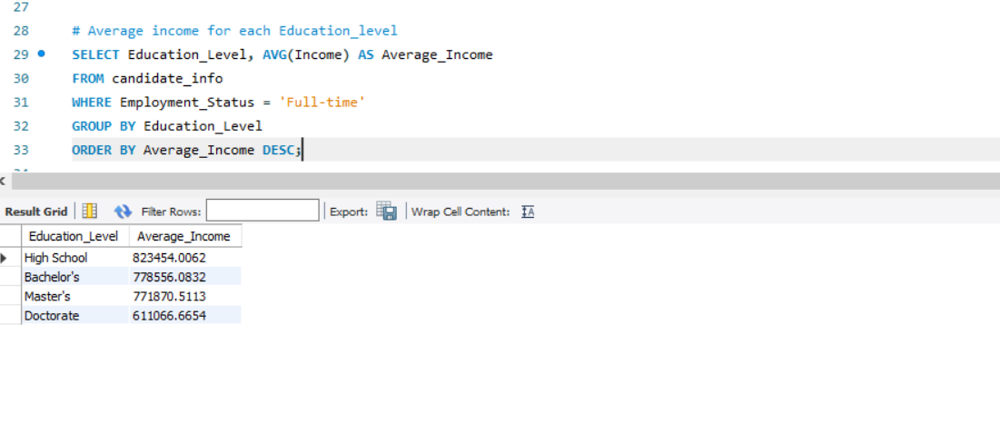 27
28 # Average income for each Education_level
29 SELECT Education_Level, AVG(Income) AS Average_Income
30 FROM candidate_info
31 WHERE Employment_Status = 'Full-time'
32 GROUP BY Education_Level
33 ORDER BY Average_Income DESC;
Result Grid Filter Rows: Export: Wrap Cell Content: IA
Education_Level Average_Income
High School 823454.0062
Bachelor's 778556.0832
Master's 771870.5113
Doctorate 611066.6654